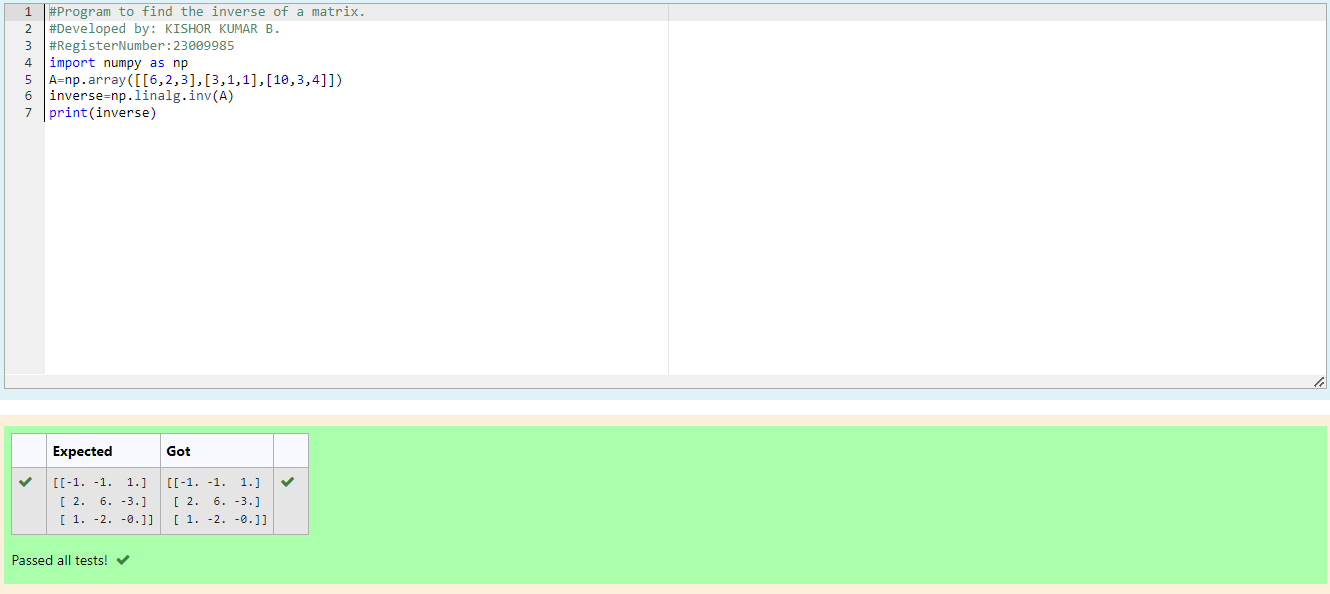 1 #Program to find the inverse of a matrix.
2 #Developed by: KISHOR KUMAR B.
3 #RegisterNumber:23009985
4 import numpy as np
5 A=np.array([[6,2,3],[3,1,1],[10,3,4]])
6 inverse=np.linalg.inv(A)
7 print(inverse)
Expected Got
[[-1. -1.  1.] [[-1. -1.  1.]
 [ 2.  6. -3.]  [ 2.  6. -3.]
 [ 1. -2. -0.]]  [ 1. -2. -0.]]
Passed all tests!